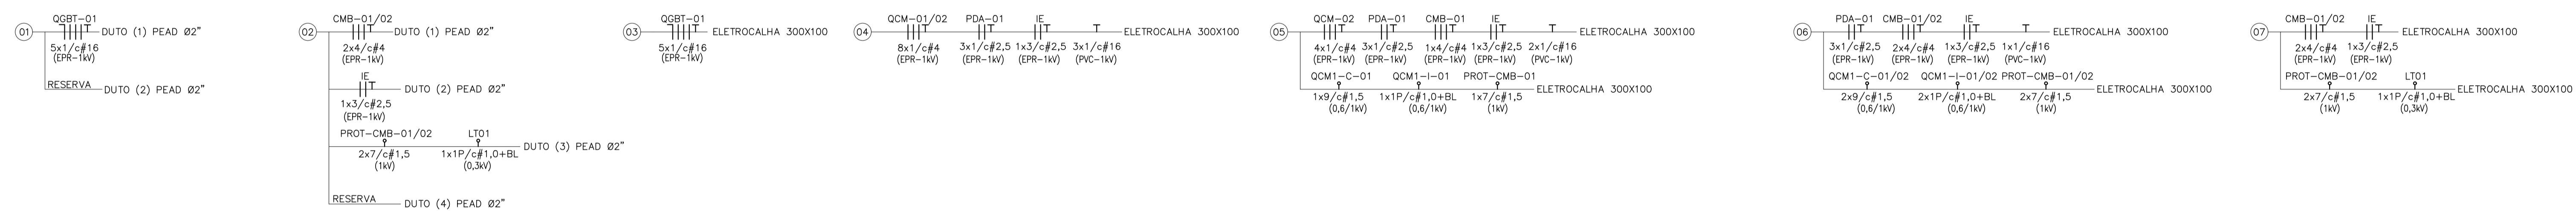 01
QGBT-01
DUTO (1) PEAD Ø2"
5x1/c#16
(EPR-1kV)
RESERVA
DUTO (2) PEAD Ø2"
02
CMB-01/02
DUTO (1) PEAD Ø2"
2x4/c#4
(EPR-1kV)
IE
DUTO (2) PEAD Ø2"
1x3/c#2,5
(EPR-1kV)
PROT-CMB-01/02 LT01
DUTO (3) PEAD Ø2"
2x7/c#1,5 1x1P/c#1,0+BL
(1kV) (0,3kV)
RESERVA
DUTO (4) PEAD Ø2"
03
QGBT-01
ELETROCALHA 300X100
5x1/c#16
(EPR-1kV)
04
QCM-01/02 PDA-01 IE
ELETROCALHA 300X100
8x1/c#4 3x1/c#2,5 1x3/c#2,5 3x1/c#16
(EPR-1kV) (EPR-1kV) (EPR-1kV) (PVC-1kV)
05
QCM-02 PDA-01 CMB-01 IE
ELETROCALHA 300X100
4x1/c#4 3x1/c#2,5 1x4/c#4 1x3/c#2,5 2x1/c#16
(EPR-1kV) (EPR-1kV) (EPR-1kV) (EPR-1kV) (PVC-1kV)
QCM1-C-01 QCM1-I-01 PROT-CMB-01
ELETROCALHA 300X100
1x9/c#1,5 1x1P/c#1,0+BL 1x7/c#1,5
(0,6/1kV) (0,6/1kV) (1kV)
06
PDA-01 CMB-01/02 IE
ELETROCALHA 300X100
3x1/c#2,5 2x4/c#4 1x3/c#2,5 1x1/c#16
(EPR-1kV) (EPR-1kV) (EPR-1kV) (PVC-1kV)
QCM1-C-01/02 QCM1-I-01/02 PROT-CMB-01/02
ELETROCALHA 300X100
2x9/c#1,5 2x1P/c#1,0+BL 2x7/c#1,5
(0,6/1kV) (0,6/1kV) (1kV)
07
CMB-01/02 IE
ELETROCALHA 300X100
2x4/c#4 1x3/c#2,5
(EPR-1kV) (EPR-1kV)
PROT-CMB-01/02 LT01
ELETROCALHA 300X100
2x7/c#1,5 1x1P/c#1,0+BL
(1kV) (0,3kV)